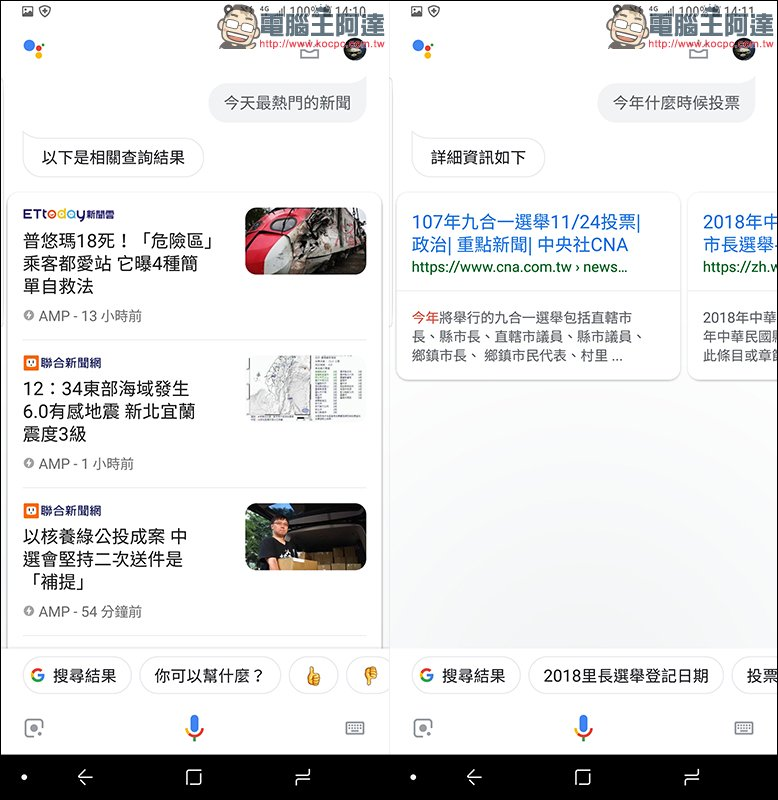 4G 100% 14:10
電腦王阿達
http://www.kocpc.com.tw
今天最熱門的新聞
以下是相關查詢結果
ETtoday新聞雲
普悠瑪18死！「危險區」
乘客都愛站 它曝4種簡
單自救法
AMP - 13 小時前
聯合新聞網
12：34東部海域發生
6.0有感地震 新北宜蘭
震度3級
AMP - 1 小時前
聯合新聞網
以核養綠公投成案 中
選會堅持二次送件是
「補提」
AMP - 54 分鐘前
搜尋結果
你可以幫什麼？
4G 100% 14:11
電腦王阿達
http://www.kocpc.com.tw
今年什麼時候投票
詳細資訊如下
107年九合一選舉11/24投票|
政治| 重點新聞| 中央社CNA
https://www.cna.com.tw › news...
今年將舉行的九合一選舉包括直轄市
長、縣市長、直轄市議員、縣市議員、
鄉鎮市長、 鄉鎮市民代表、村里 ...
2018年中
市長選舉
https://zh.w
2018年中華
年中華民國
此條目或章
搜尋結果
2018里長選舉登記日期
投票